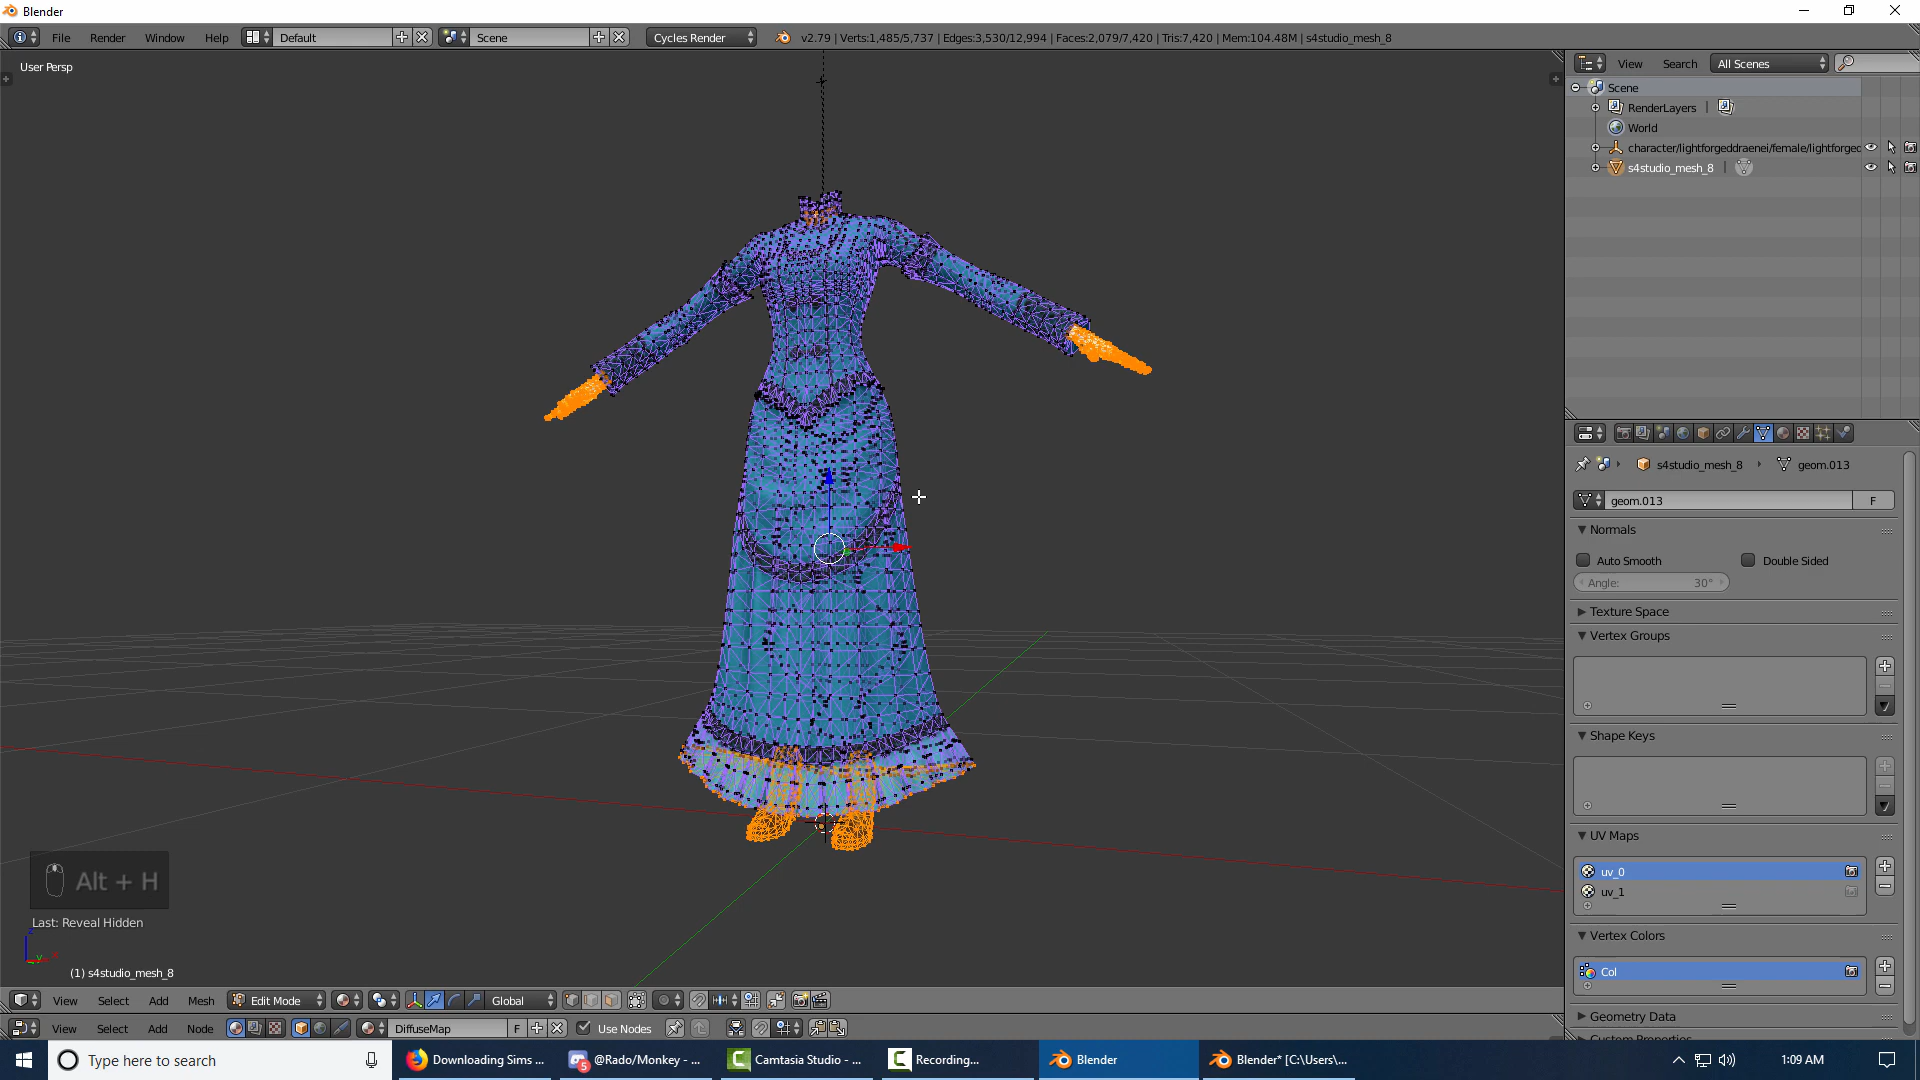 Blender
File Render Window Help Default Scene Cycles Render v2.79 | Verts:1,485/5,737 | Edges:3,530/12,994 | Faces:2,079/7,420 | Tris:7,420 | Mem:104.48M | s4studio_mesh_8
User Persp
View Search All Scenes
Scene
RenderLayers |
World
character/lightforgeddraenei/female/lightforged
s4studio_mesh_8 |
s4studio_mesh_8 geom.013
geom.013 F
Normals
Auto Smooth Double Sided
Angle: 30°
Texture Space
Vertex Groups
Shape Keys
UV Maps
uv_0
uv_1
Vertex Colors
Col
Geometry Data
Custom Properties
Alt + H
Last: Reveal Hidden
(1) s4studio_mesh_8
View Select Add Mesh Edit Mode Global
View Select Add Node DiffuseMap F Use Nodes
Type here to search Downloading Sims ... @Rado/Monkey - ... Camtasia Studio - ... Recording... Blender Blender* [C:\Users\... 1:09 AM